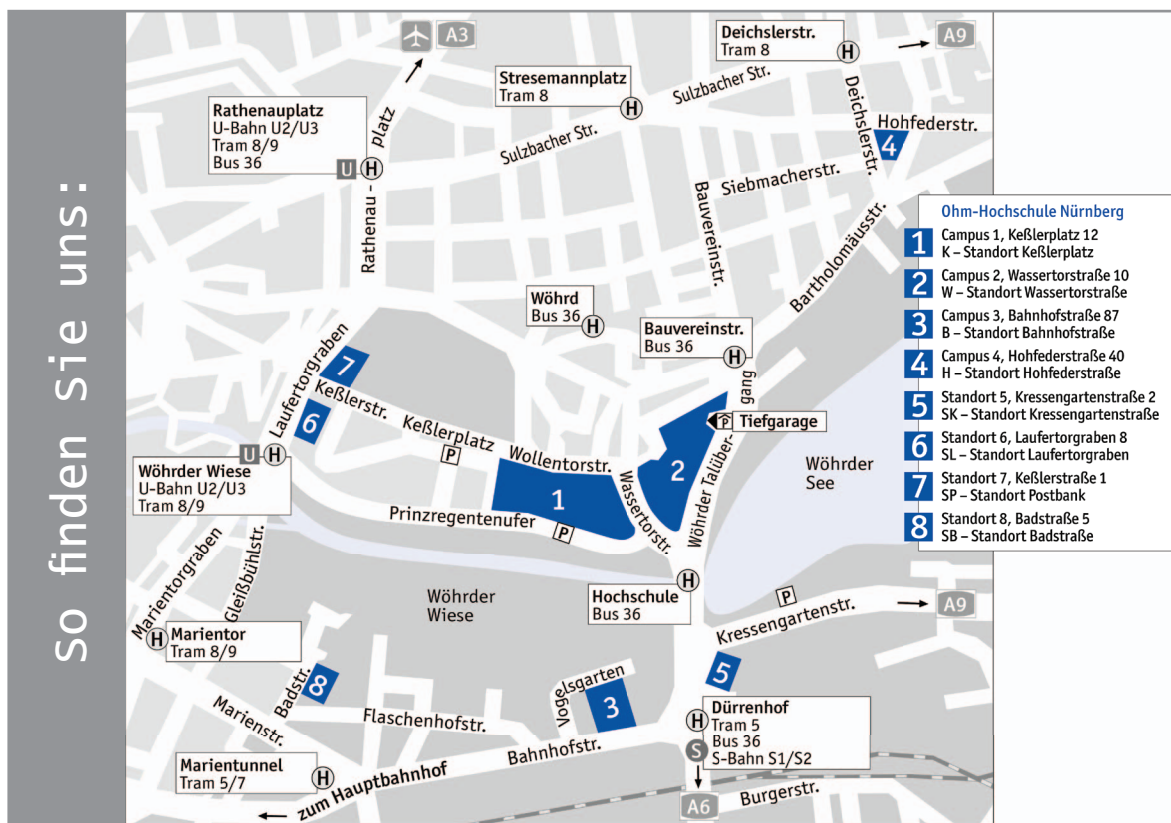 So finden sie uns:
A3
Deichslerstr.
Tram 8
A9
Stresemannplatz
Tram 8
Sulzbacher Str.
Deichslerstr.
Rathenauplatz
U-Bahn U2/U3
Tram 8/9
Bus 36
H
H
H
U
Rathenau-
platz
Sulzbacher Str.
Hohfederstr.
4
Siebmacherstr.
Bauvereinstr.
Bartholomäusstr.
Wöhrd
Bus 36
H
Bauvereinstr.
Bus 36
H
Laufertorgraben
7
6
Keßlerstr.
Keßlerplatz
P
Wollentorstr.
Wassertorstr.
1
2
P
Tiefgarage
Wöhrder Talüber-
gang
Wöhrder
See
U
H
Wöhrder Wiese
U-Bahn U2/U3
Tram 8/9
Prinzregentenufer
P
Marientorgraben
Gleißbühlstr.
Wöhrder
Wiese
Hochschule
Bus 36
H
P
Kressengartenstr.
A9
H
Marientor
Tram 8/9
Badstr.
8
Marienstr.
Flaschenhofstr.
Vogelsgarten
3
5
Bahnhofstr.
H
S
Dürrenhof
Tram 5
Bus 36
S-Bahn S1/S2
Marientunnel
Tram 5/7
H
zum Hauptbahnhof
A6
Burgerstr.
Ohm-Hochschule Nürnberg
1 Campus 1, Keßlerplatz 12
K – Standort Keßlerplatz
2 Campus 2, Wassertorstraße 10
W – Standort Wassertorstraße
3 Campus 3, Bahnhofstraße 87
B – Standort Bahnhofstraße
4 Campus 4, Hohfederstraße 40
H – Standort Hohfederstraße
5 Standort 5, Kressengartenstraße 2
SK – Standort Kressengartenstraße
6 Standort 6, Laufertorgraben 8
SL – Standort Laufertorgraben
7 Standort 7, Keßlerstraße 1
SP – Standort Postbank
8 Standort 8, Badstraße 5
SB – Standort Badstraße